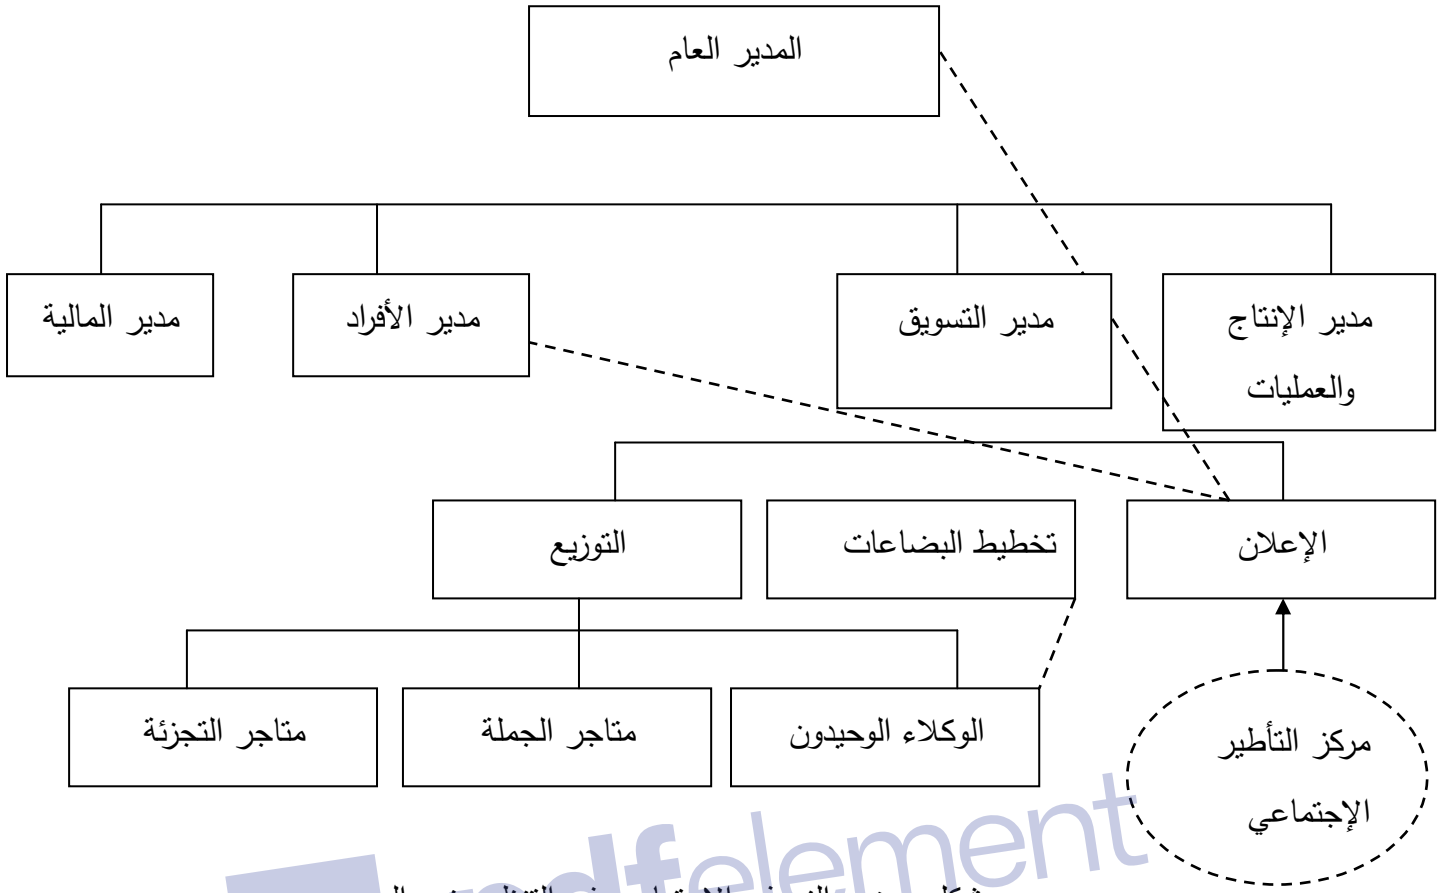 المدير العام
مدير الإنتاج
والعمليات
مدير التسويق
مدير الأفراد
مدير المالية
الإعلان
تخطيط البضاعات
التوزيع
الوكلاء الوحيدون
متاجر الجملة
متاجر التجزئة
مركز التأطير
الإجتماعي
pdfelement